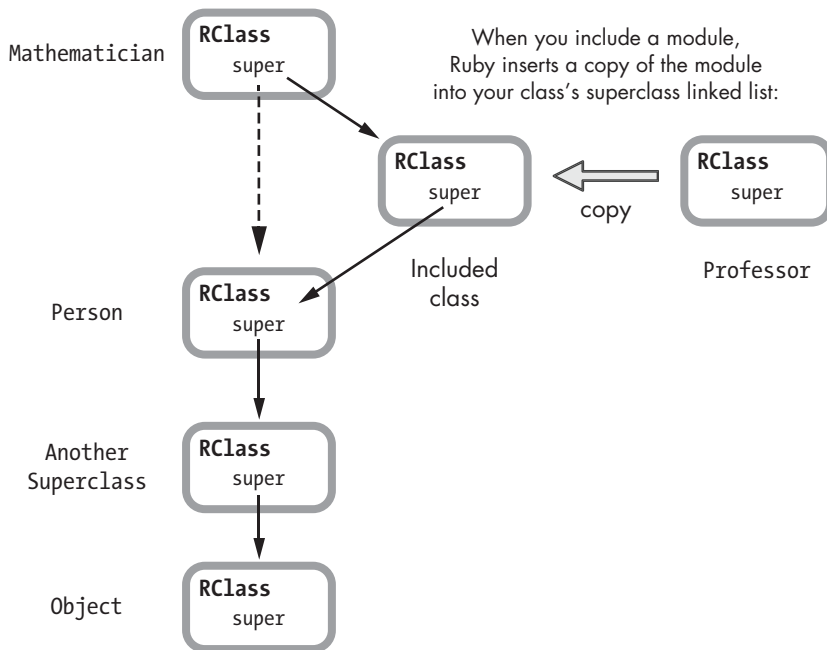 Mathematician
RClass
super
When you include a module,
Ruby inserts a copy of the module
into your class's superclass linked list:
RClass
super
copy
RClass
super
Included
class
Professor
Person
RClass
super
Another
Superclass
RClass
super
Object
RClass
super